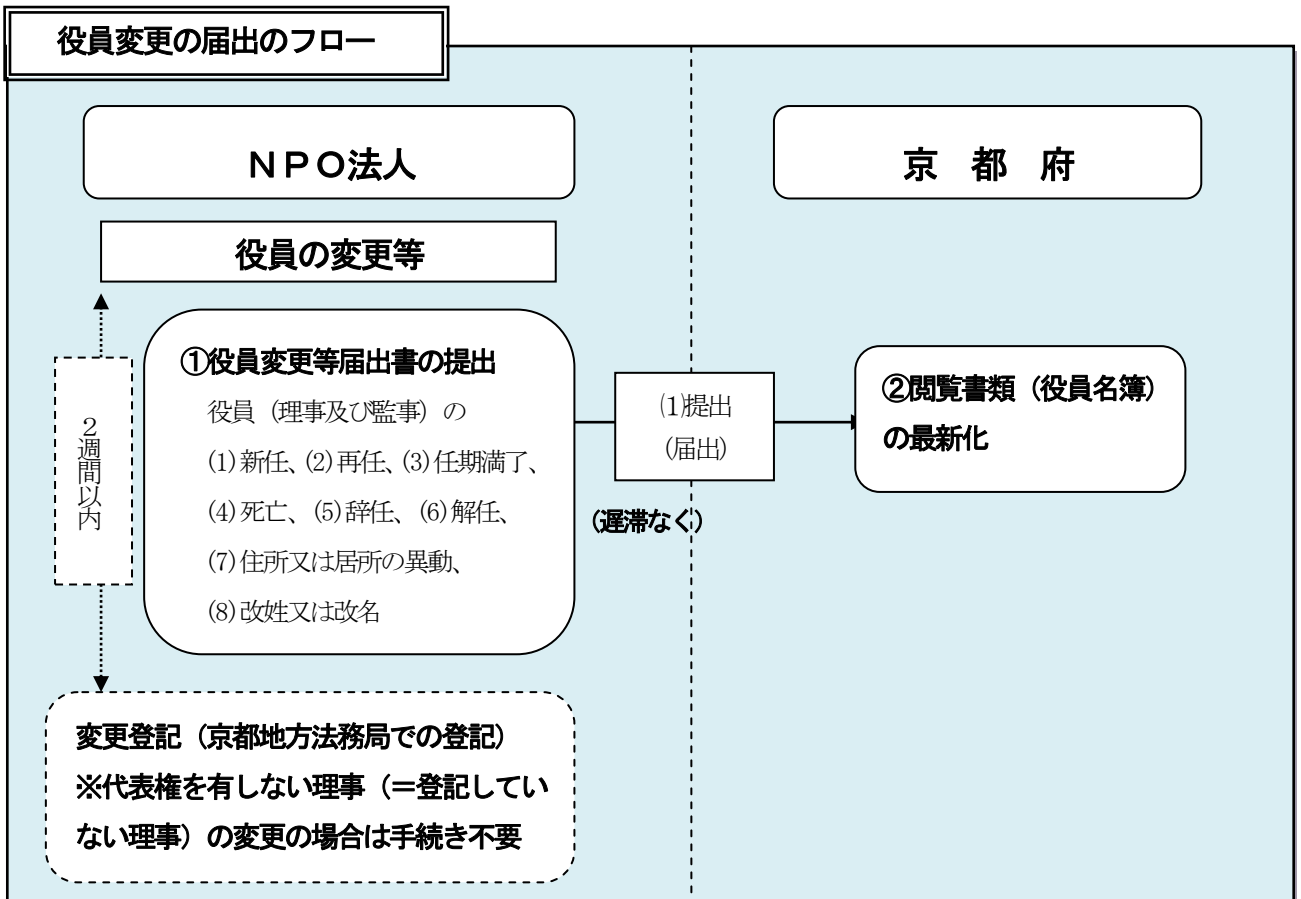 役員変更の届出のフロー
ＮＰＯ法人
京 都 府
役員の変更等
２週間以内
①役員変更等届出書の提出
役員（理事及び監事）の
(1)新任、(2)再任、(3)任期満了、
(4)死亡、(5)辞任、(6)解任、
(7)住所又は居所の異動、
(8)改姓又は改名
(1)提出
（届出）
（遅滞なく）
②閲覧書類（役員名簿）
の最新化
変更登記（京都地方法務局での登記）
※代表権を有しない理事（＝登記してい
ない理事）の変更の場合は手続き不要